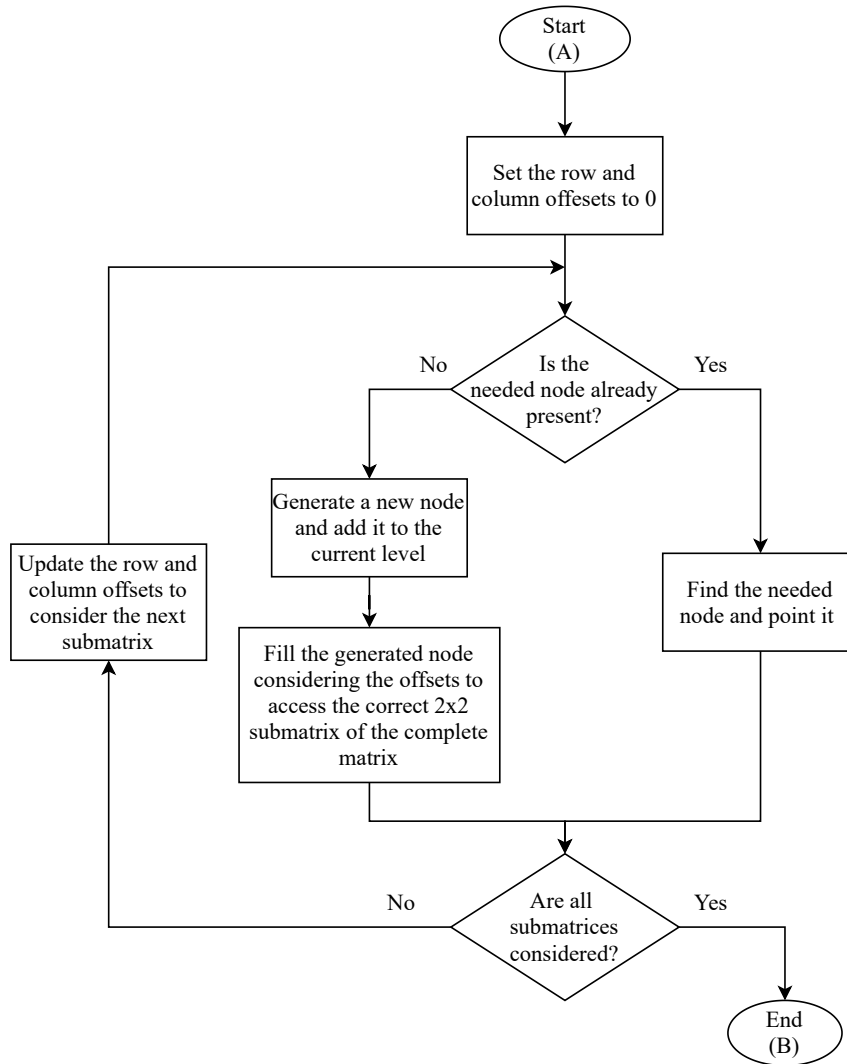 Start
(A)
Set the row and
column offesets to 0
No
Is the
needed node already
present?
Yes
Generate a new node
and add it to the
current level
Update the row and
column offsets to
consider the next
submatrix
Find the needed
node and point it
Fill the generated node
considering the offsets to
access the correct 2x2
submatrix of the complete
matrix
No
Are all
submatrices
considered?
Yes
End
(B)